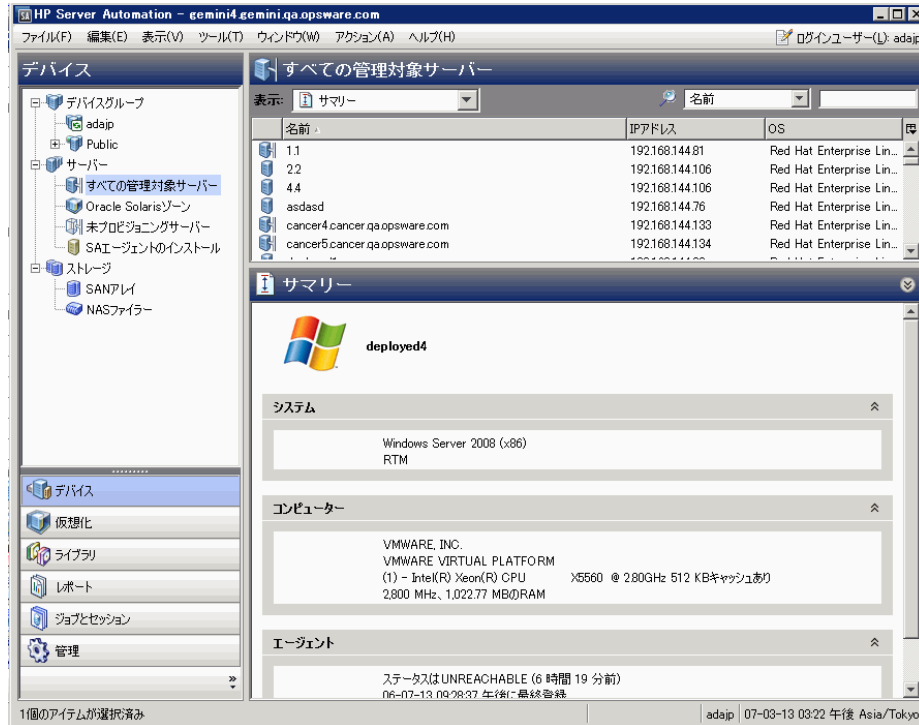 HP Server Automation - gemini4.gemini.qa.opsware.com
ファイル(F) 編集(E) 表示(V) ツール(T) ウィンドウ(W) アクション(A) ヘルプ(H) ログインユーザー(L): adajp
デバイス
デバイスグループ
adajp
Public
サーバー
すべての管理対象サーバー
Oracle Solarisゾーン
未プロビジョニングサーバー
SAエージェントのインストール
ストレージ
SANアレイ
NASファイラー
デバイス
仮想化
ライブラリ
レポート
ジョブとセッション
管理
すべての管理対象サーバー
表示: サマリー 名前
名前 IPアドレス OS
1.1 192.168.144.81 Red Hat Enterprise Lin...
2.2 192.168.144.106 Red Hat Enterprise Lin...
4.4 192.168.144.106 Red Hat Enterprise Lin...
asdasd 192.168.144.76 Red Hat Enterprise Lin...
cancer4.cancer.qa.opsware.com 192.168.144.133 Red Hat Enterprise Lin...
cancer5.cancer.qa.opsware.com 192.168.144.134 Red Hat Enterprise Lin...
サマリー
deployed4
システム
Windows Server 2008 (x86)
RTM
コンピューター
VMWARE, INC.
VMWARE VIRTUAL PLATFORM
(1) - Intel(R) Xeon(R) CPU X5560 @ 2.80GHz 512 KBキャッシュあり
2,800 MHz、1,022.77 MBのRAM
エージェント
ステータスはUNREACHABLE (6 時間 19 分前)
06-07-13 09:28:37 午後に最終登録
1個のアイテムが選択済み adajp 07-03-13 03:22 午後 Asia/Tokyo